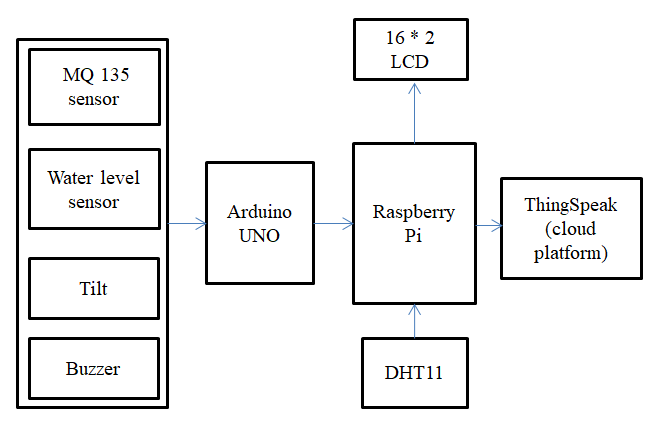 MQ 135
sensor
Water level
sensor
Tilt
Buzzer
Arduino
UNO
16 * 2
LCD
Raspberry
Pi
DHT11
ThingSpeak
(cloud
platform)